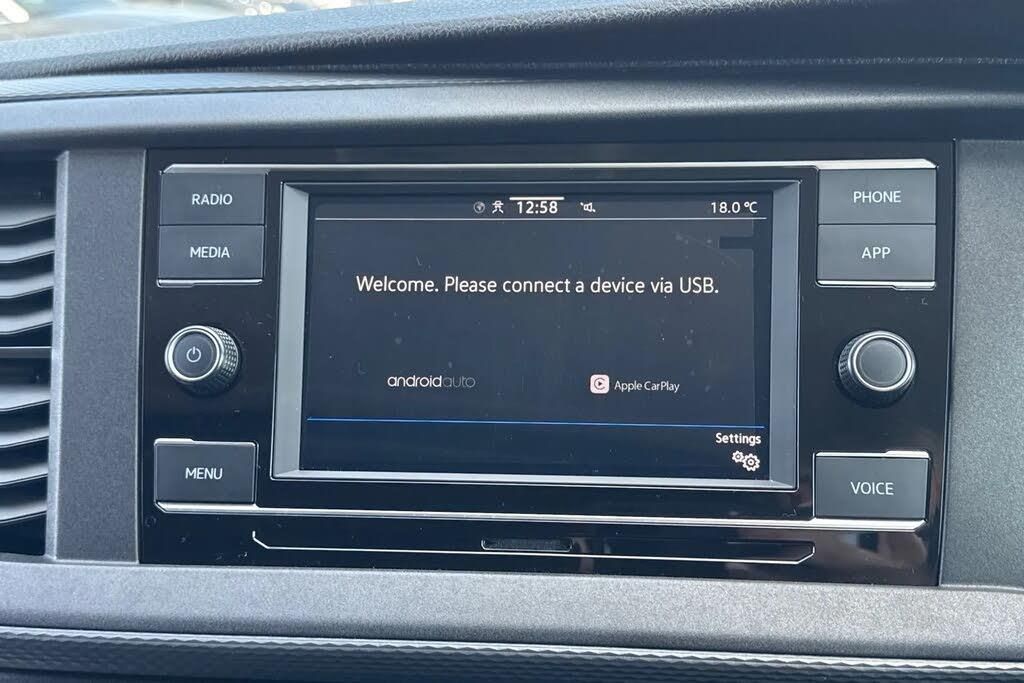 RADIO
MEDIA
MENU
12:58
18.0 °C
Welcome. Please connect a device via USB.
androidauto
Apple CarPlay
Settings
PHONE
APP
VOICE